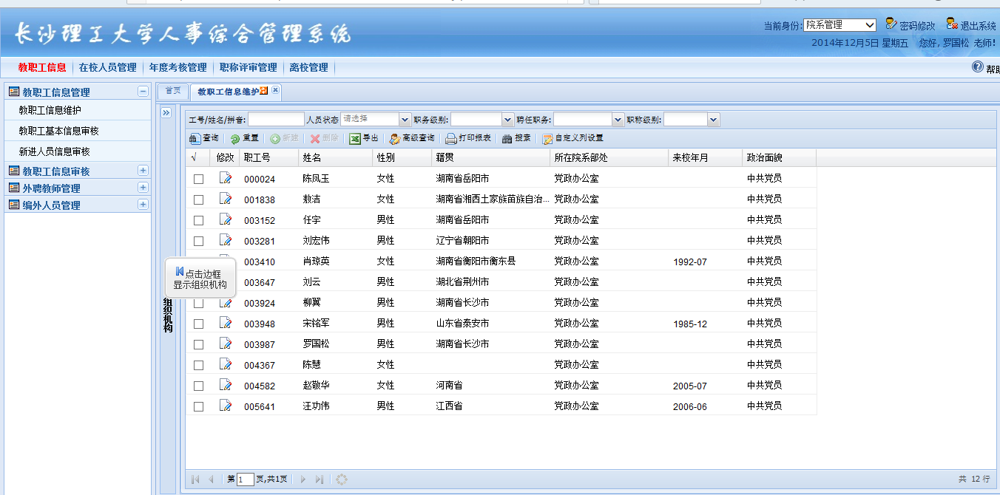 长沙理工大学人事综合管理系统
当前身份: 院系管理 密码修改 退出系统
2014年12月5日 星期五 您好, 罗国松 老师!
教职工信息 在校人员管理 年度考核管理 职称评审管理 离校管理 帮助
教职工信息管理
教职工信息维护
教职工基本信息审核
新进人员信息审核
教职工信息审核
外聘教师管理
编外人员管理
首页 教职工信息维护
点击边框
显示组织机构
组织机构
工号/姓名/拼音: 人员状态 请选择 职务级别: 聘任职务: 职称级别:
查询 重置 新建 删除 导出 高级查询 打印报表 搜索 自定义列设置
√ 修改 职工号 姓名 性别 籍贯 所在院系部处 来校年月 政治面貌
000024 陈凤玉 女性 湖南省岳阳市 党政办公室 中共党员
001838 敖洁 女性 湖南省湘西土家族苗族自治... 党政办公室 中共党员
003152 任宇 男性 湖南省岳阳市 党政办公室 中共党员
003281 刘宏伟 男性 辽宁省朝阳市 党政办公室 中共党员
003410 肖琼英 女性 湖南省衡阳市衡东县 党政办公室 1992-07 中共党员
003647 刘云 男性 湖北省荆州市 党政办公室 中共党员
003924 柳翼 男性 湖南省长沙市 党政办公室 中共党员
003948 宋铭军 男性 山东省泰安市 党政办公室 1985-12 中共党员
003987 罗国松 男性 湖南省长沙市 党政办公室 中共党员
004367 陈慧 女性 党政办公室 中共党员
004582 赵敬华 女性 河南省 党政办公室 2005-07 中共党员
005641 汪功伟 男性 江西省 党政办公室 2006-06 中共党员
第 1 页,共1页 共 12 行